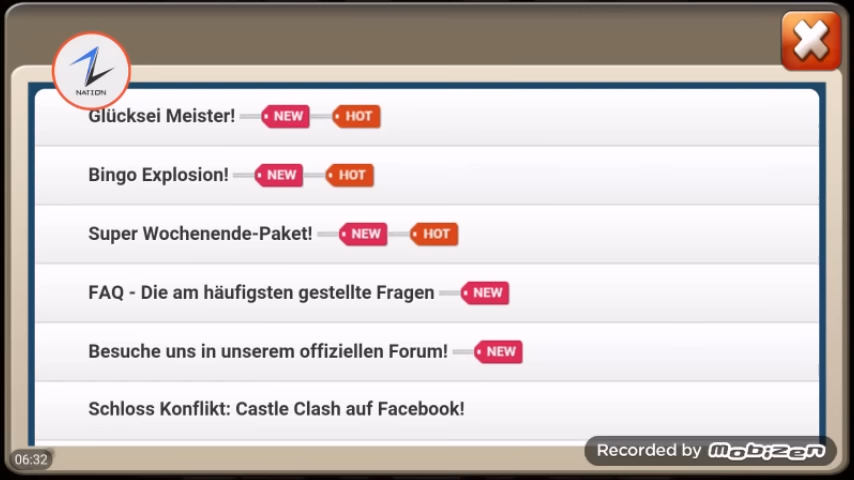 NATION
Glücksei Meister! NEW HOT
Bingo Explosion! NEW HOT
Super Wochenende-Paket! NEW HOT
FAQ - Die am häufigsten gestellte Fragen NEW
Besuche uns in unserem offiziellen Forum! NEW
Schloss Konflikt: Castle Clash auf Facebook!
Recorded by Mobizen
06:32